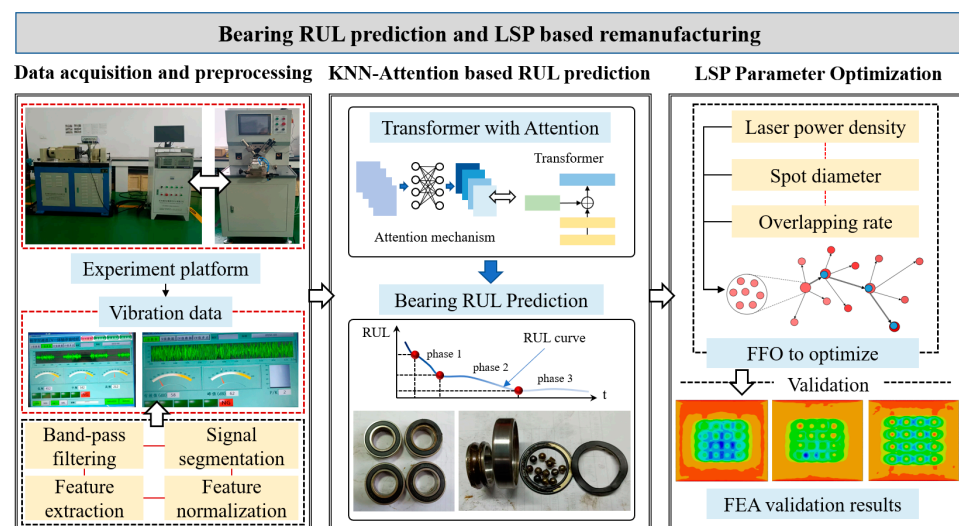 Bearing RUL prediction and LSP based remanufacturing
Data acquisition and preprocessing
Experiment platform
Vibration data
Band-pass
filtering
Signal
segmentation
Feature
extraction
Feature
normalization
KNN-Attention based RUL prediction
Transformer with Attention
Transformer
Attention mechanism
Bearing RUL Prediction
RUL
RUL curve
phase 1
phase 2
phase 3
t
LSP Parameter Optimization
Laser power density
Spot diameter
Overlapping rate
FFO to optimize
Validation
FEA validation results